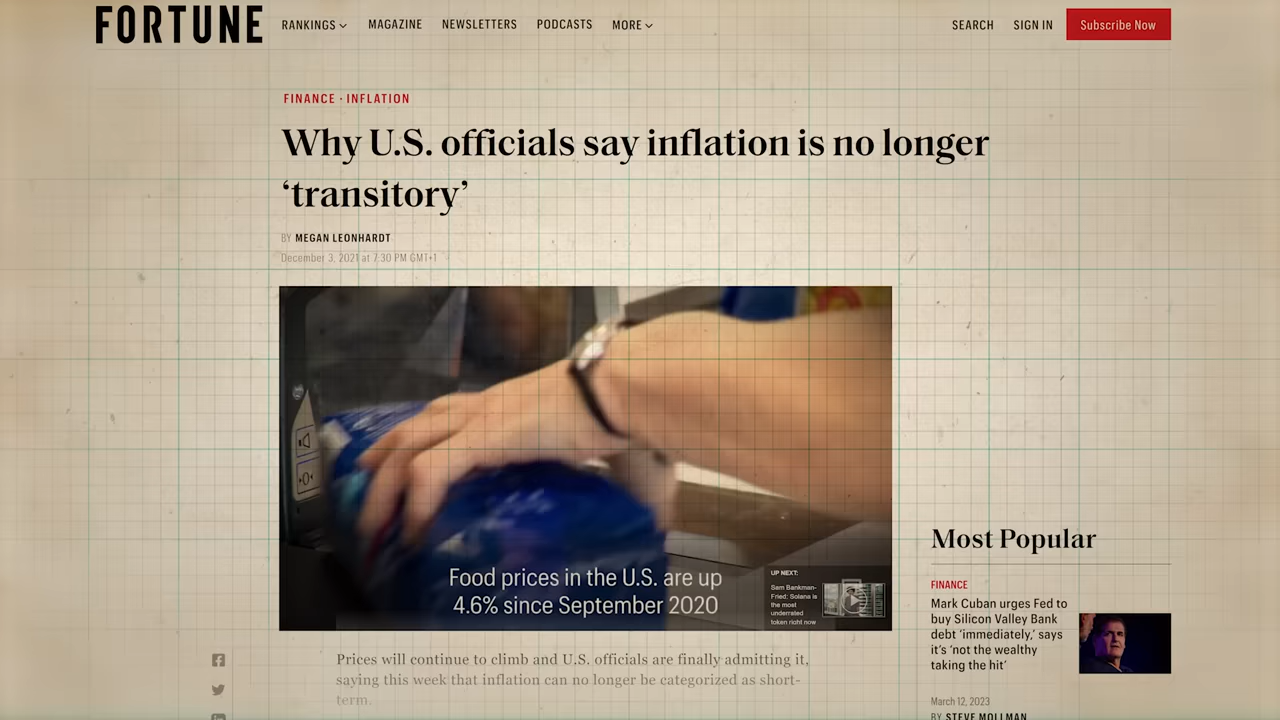 FORTUNE
RANKINGS
MAGAZINE
NEWSLETTERS
PODCASTS
MORE
SEARCH
SIGN IN
Subscribe Now
FINANCE · INFLATION
Why U.S. officials say inflation is no longer
‘transitory’
BY MEGAN LEONHARDT
December 3, 2021 at 7:30 PM GMT+1
Food prices in the U.S. are up
4.6% since September 2020
UP NEXT:
Sam Bankman-
Fried: Solana is
the most
underrated
token right now
Prices will continue to climb and U.S. officials are finally admitting it,
saying this week that inflation can no longer be categorized as short-
term.
Most Popular
FINANCE
Mark Cuban urges Fed to
buy Silicon Valley Bank
debt ‘immediately,’ says
it’s ‘not the wealthy
taking the hit’
March 12, 2023
BY STEVE MOLLMAN